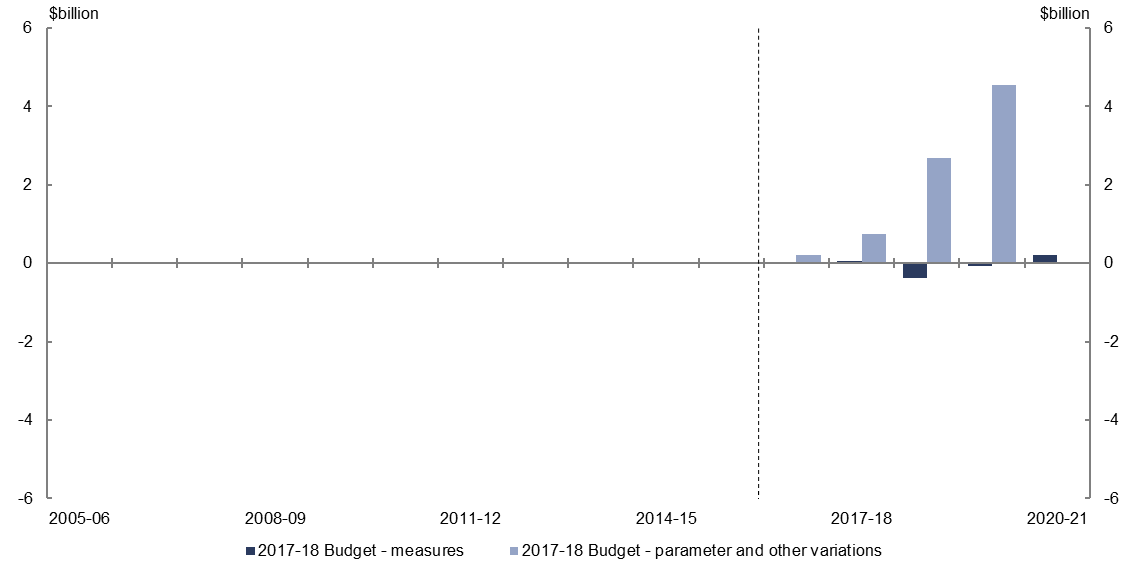 $billion $billion
6 6
4 4
2 2
0 0
-2 -2
-4 -4
-6 -6
2005-06 2008-09 2011-12 2014-15 2017-18 2020-21
2017-18 Budget - measures 2017-18 Budget - parameter and other variations